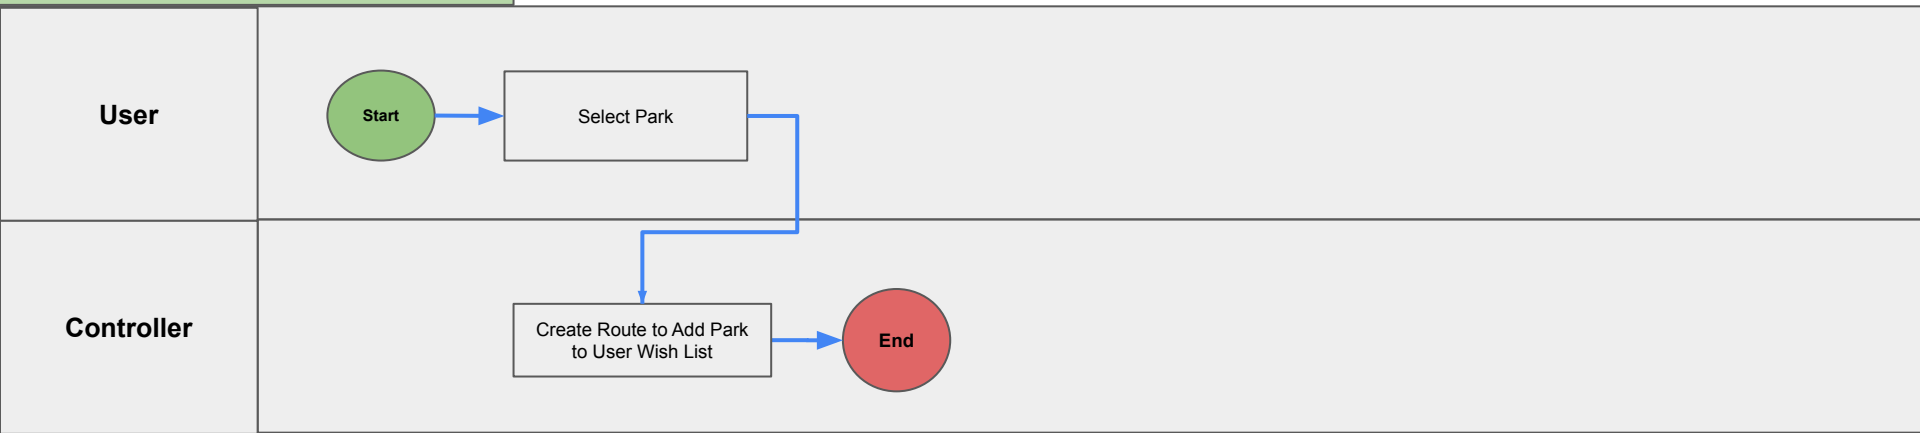 User
Start
Select Park
Controller
Create Route to Add Park
to User Wish List
End